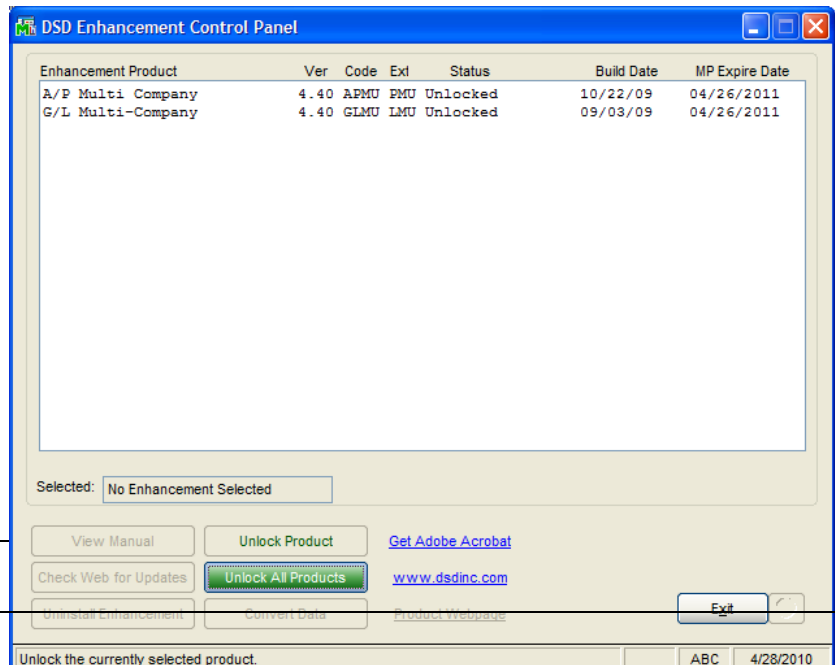 DSD Enhancement Control Panel
Enhancement Product Ver Code Ext Status Build Date MP Expire Date
A/P Multi Company 4.40 APMU PMU Unlocked 10/22/09 04/26/2011
G/L Multi-Company 4.40 GLMU LMU Unlocked 09/03/09 04/26/2011
Selected: No Enhancement Selected
View Manual Unlock Product Get Adobe Acrobat
Check Web for Updates Unlock All Products www.dsdinc.com
Uninstall Enhancement Convert Data Product Webpage Exit
Unlock the currently selected product. ABC 4/28/2010